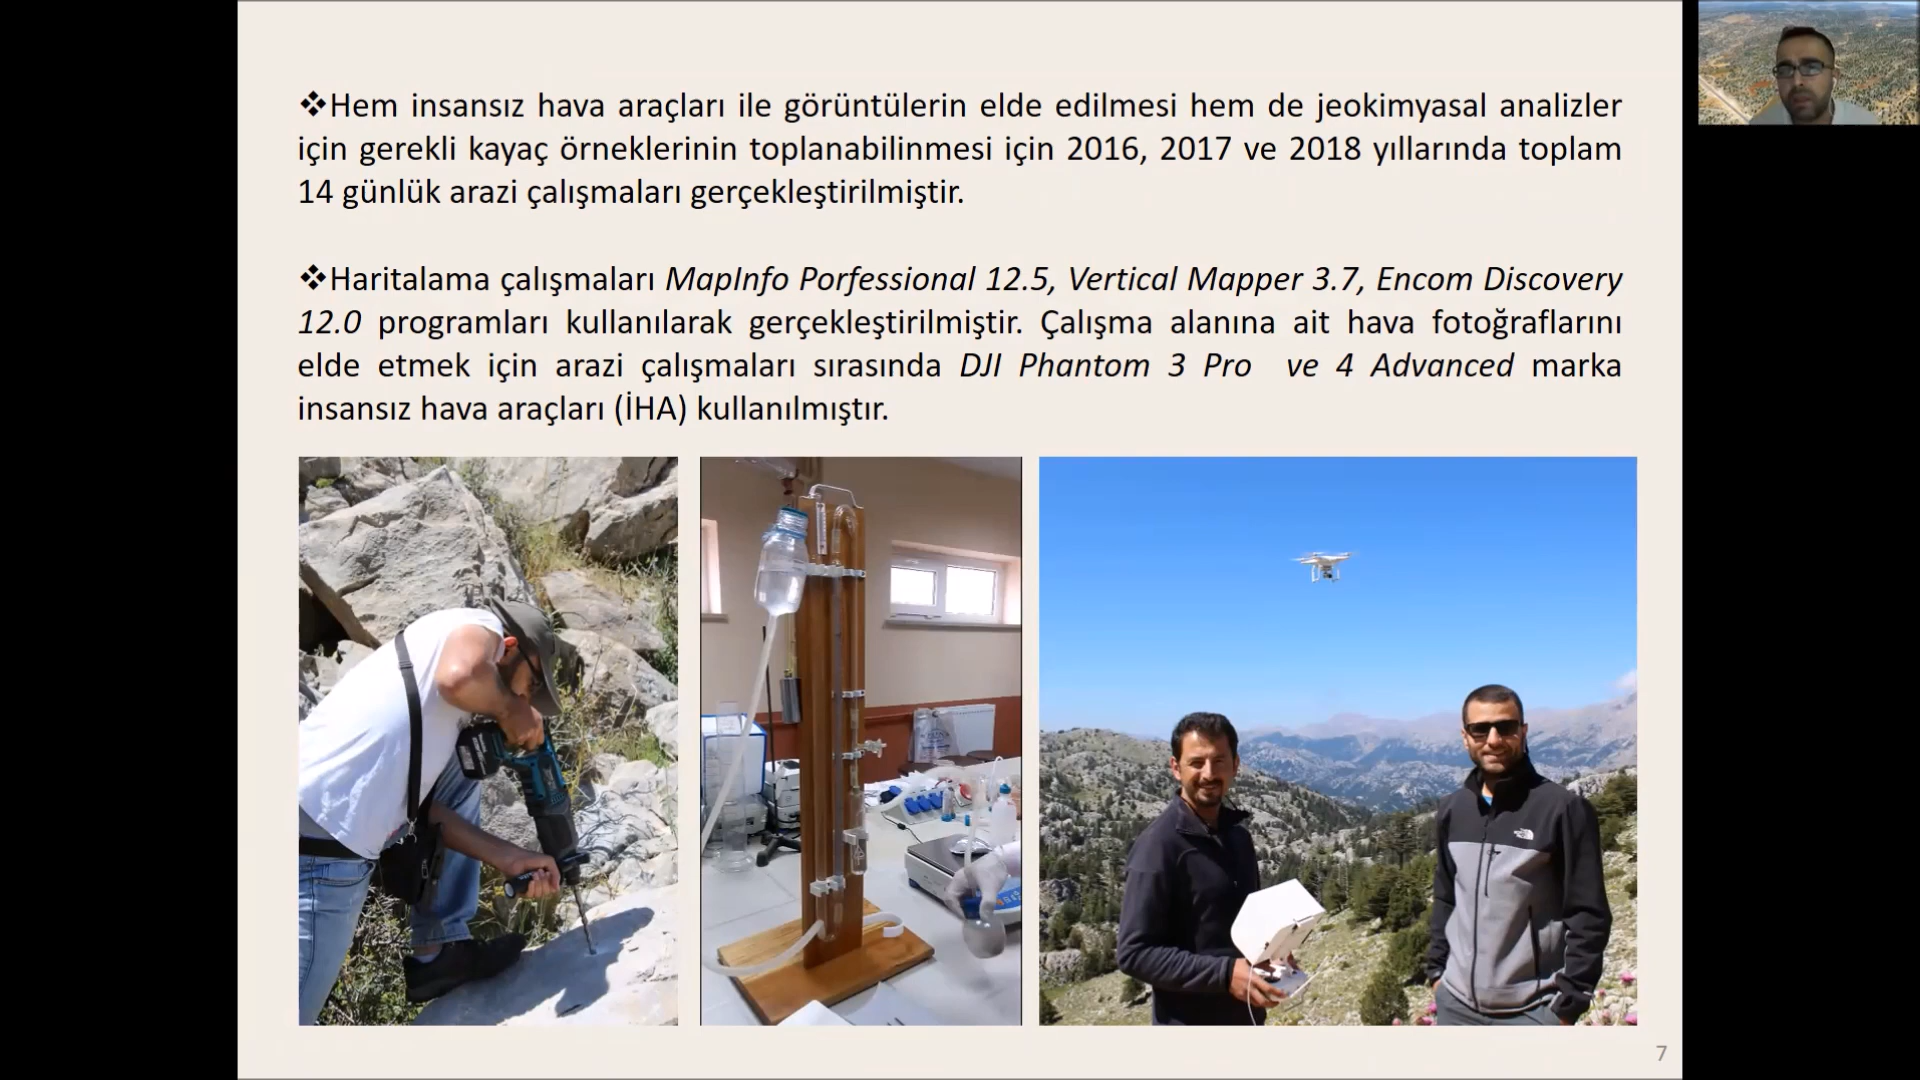 ❖Hem insansız hava araçları ile görüntülerin elde edilmesi hem de jeokimyasal analizler
için gerekli kayaç örneklerinin toplanabilinmesi için 2016, 2017 ve 2018 yıllarında toplam
14 günlük arazi çalışmaları gerçekleştirilmiştir.
❖Haritalama çalışmaları MapInfo Porfessional 12.5, Vertical Mapper 3.7, Encom Discovery
12.0 programları kullanılarak gerçekleştirilmiştir. Çalışma alanına ait hava fotoğraflarını
elde etmek için arazi çalışmaları sırasında DJI Phantom 3 Pro ve 4 Advanced marka
insansız hava araçları (İHA) kullanılmıştır.
7